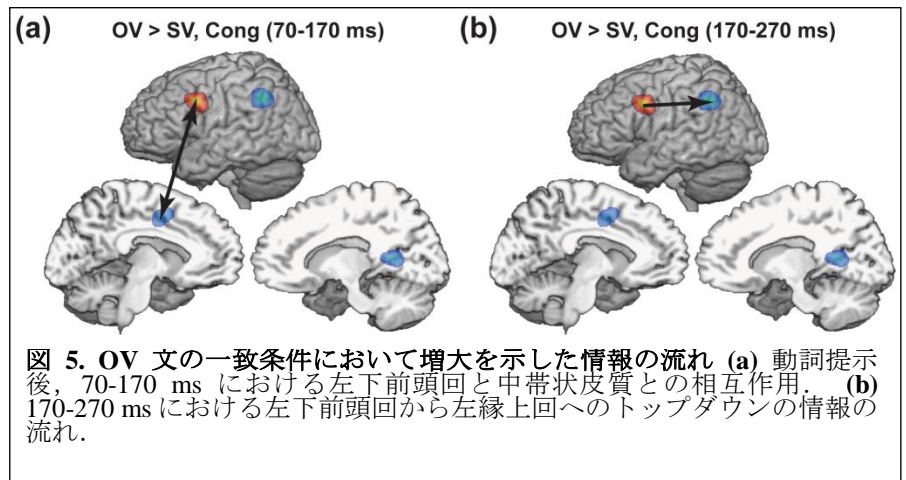 (a) OV > SV, Cong (70-170 ms)
(b) OV > SV, Cong (170-270 ms)
図 5. OV 文の一致条件において増大を示した情報の流れ (a) 動詞提示
後，70-170 ms における左下前頭回と中帯状皮質との相互作用． (b)
170-270 ms における左下前頭回から左縁上回へのトップダウンの情報の
流れ．